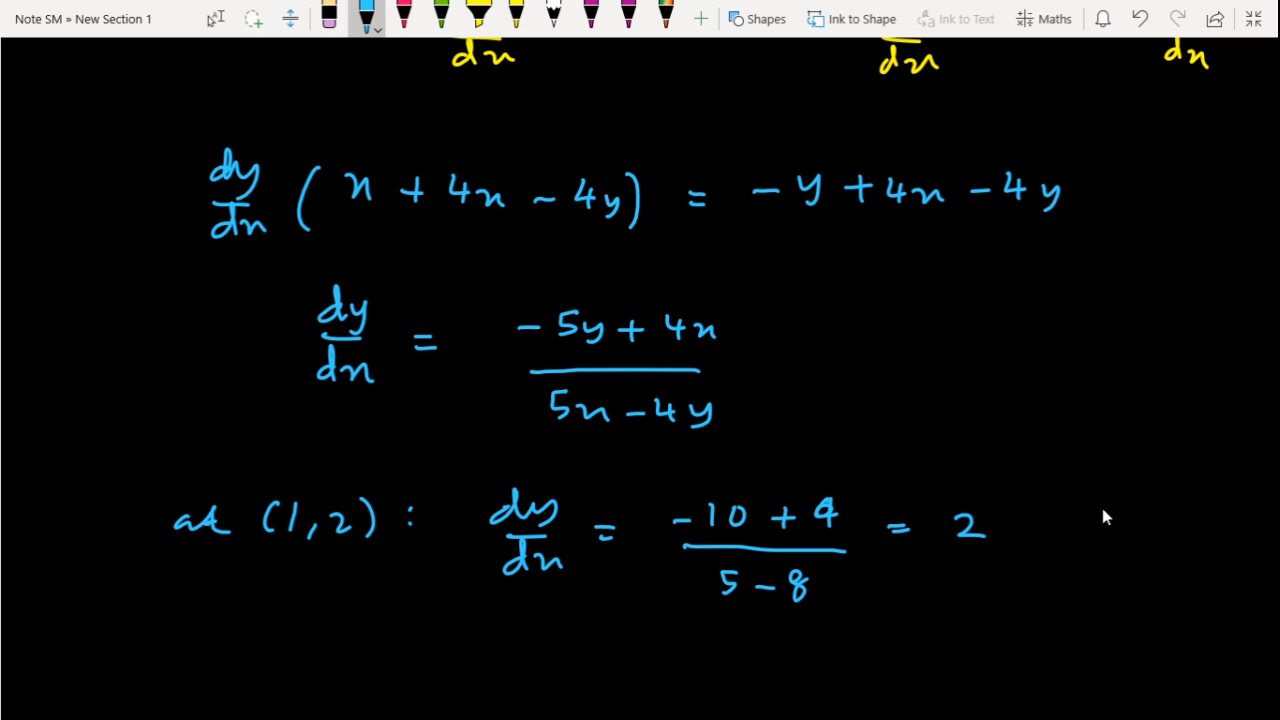 Note SM » New Section 1 Shapes Ink to Shape Ink to Text Maths
dx dx dx
dy/dx ( x + 4x - 4y) = - y + 4x - 4y
dy/dx = - 5y + 4x / 5x - 4y
at (1,2) : dy/dx = -10 + 4 / 5 - 8 = 2